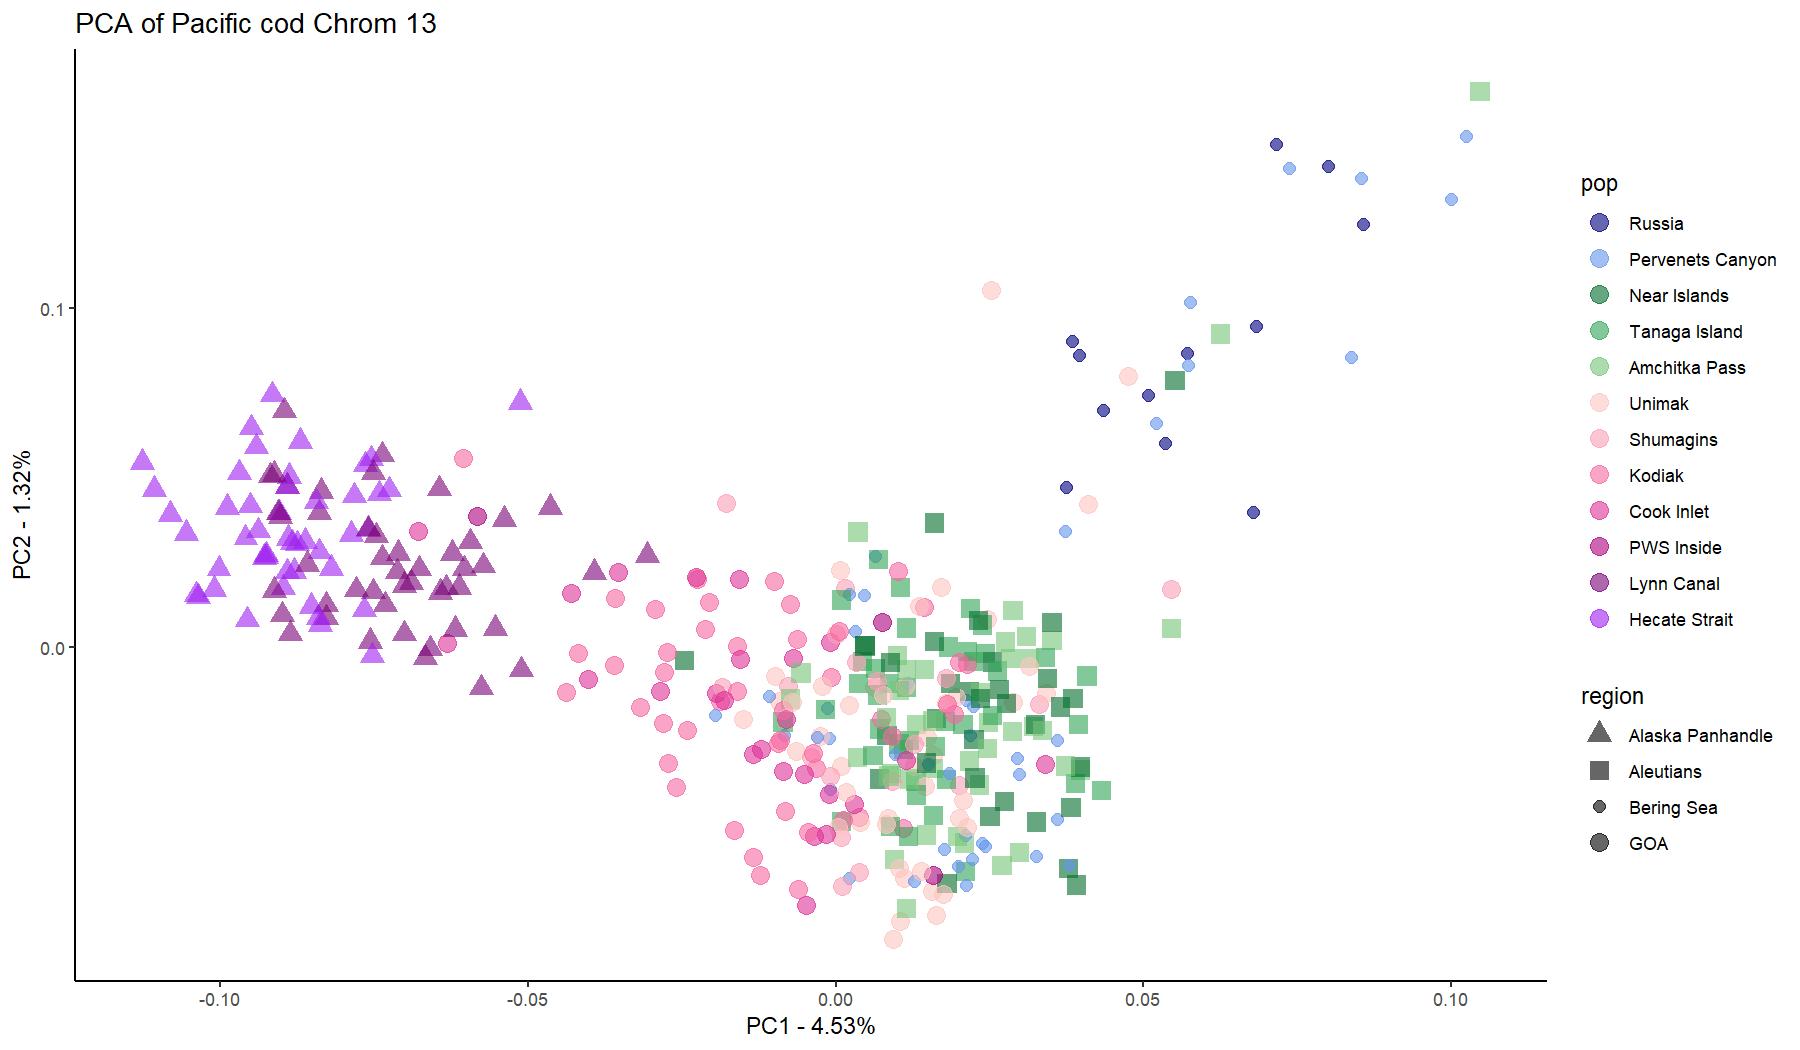 PCA of Pacific cod Chrom 13
PC2 - 1.32%
0.1
0.0
-0.10
-0.05
0.00
0.05
0.10
PC1 - 4.53%
pop
Russia
Pervenets Canyon
Near Islands
Tanaga Island
Amchitka Pass
Unimak
Shumagins
Kodiak
Cook Inlet
PWS Inside
Lynn Canal
Hecate Strait
region
Alaska Panhandle
Aleutians
Bering Sea
GOA